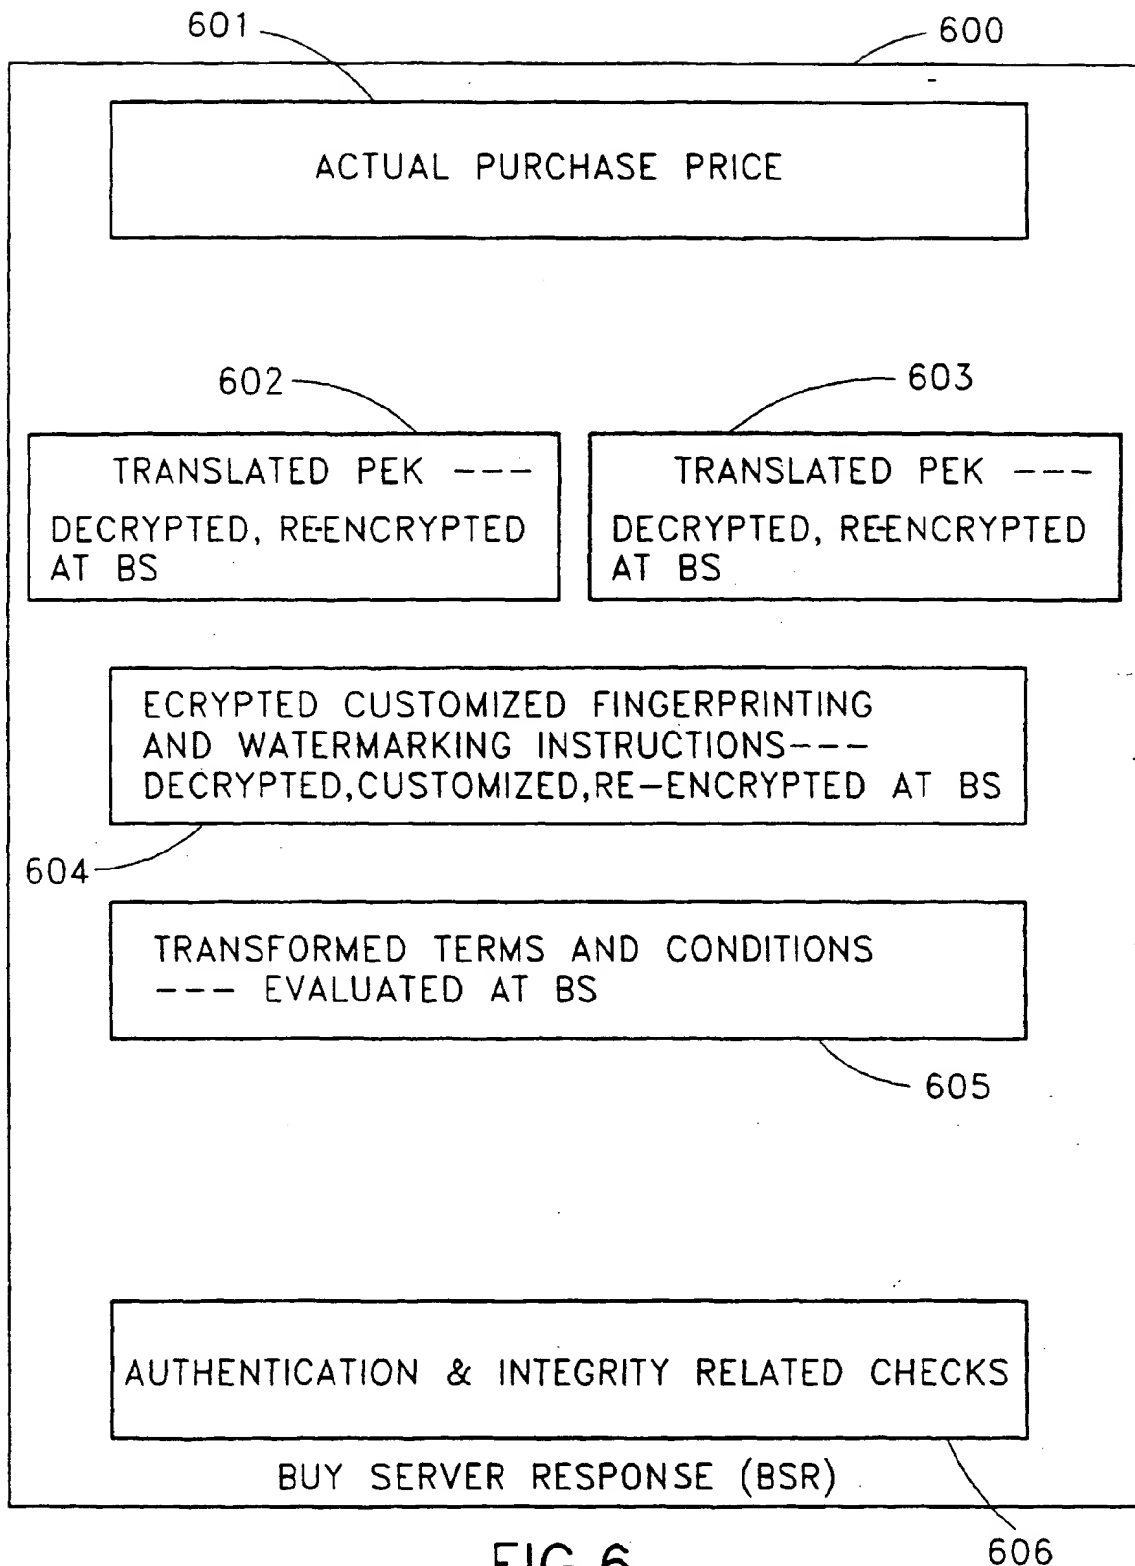 601
600
ACTUAL PURCHASE PRICE
602
603
TRANSLATED PEK ---
DECRYPTED, RE-ENCRYPTED
AT BS
TRANSLATED PEK ---
DECRYPTED, RE-ENCRYPTED
AT BS
ECRYPTED CUSTOMIZED FINGERPRINTING
AND WATERMARKING INSTRUCTIONS---
DECRYPTED,CUSTOMIZED,RE-ENCRYPTED AT BS
604
TRANSFORMED TERMS AND CONDITIONS
--- EVALUATED AT BS
605
AUTHENTICATION & INTEGRITY RELATED CHECKS
BUY SERVER RESPONSE (BSR)
606
FIG.6